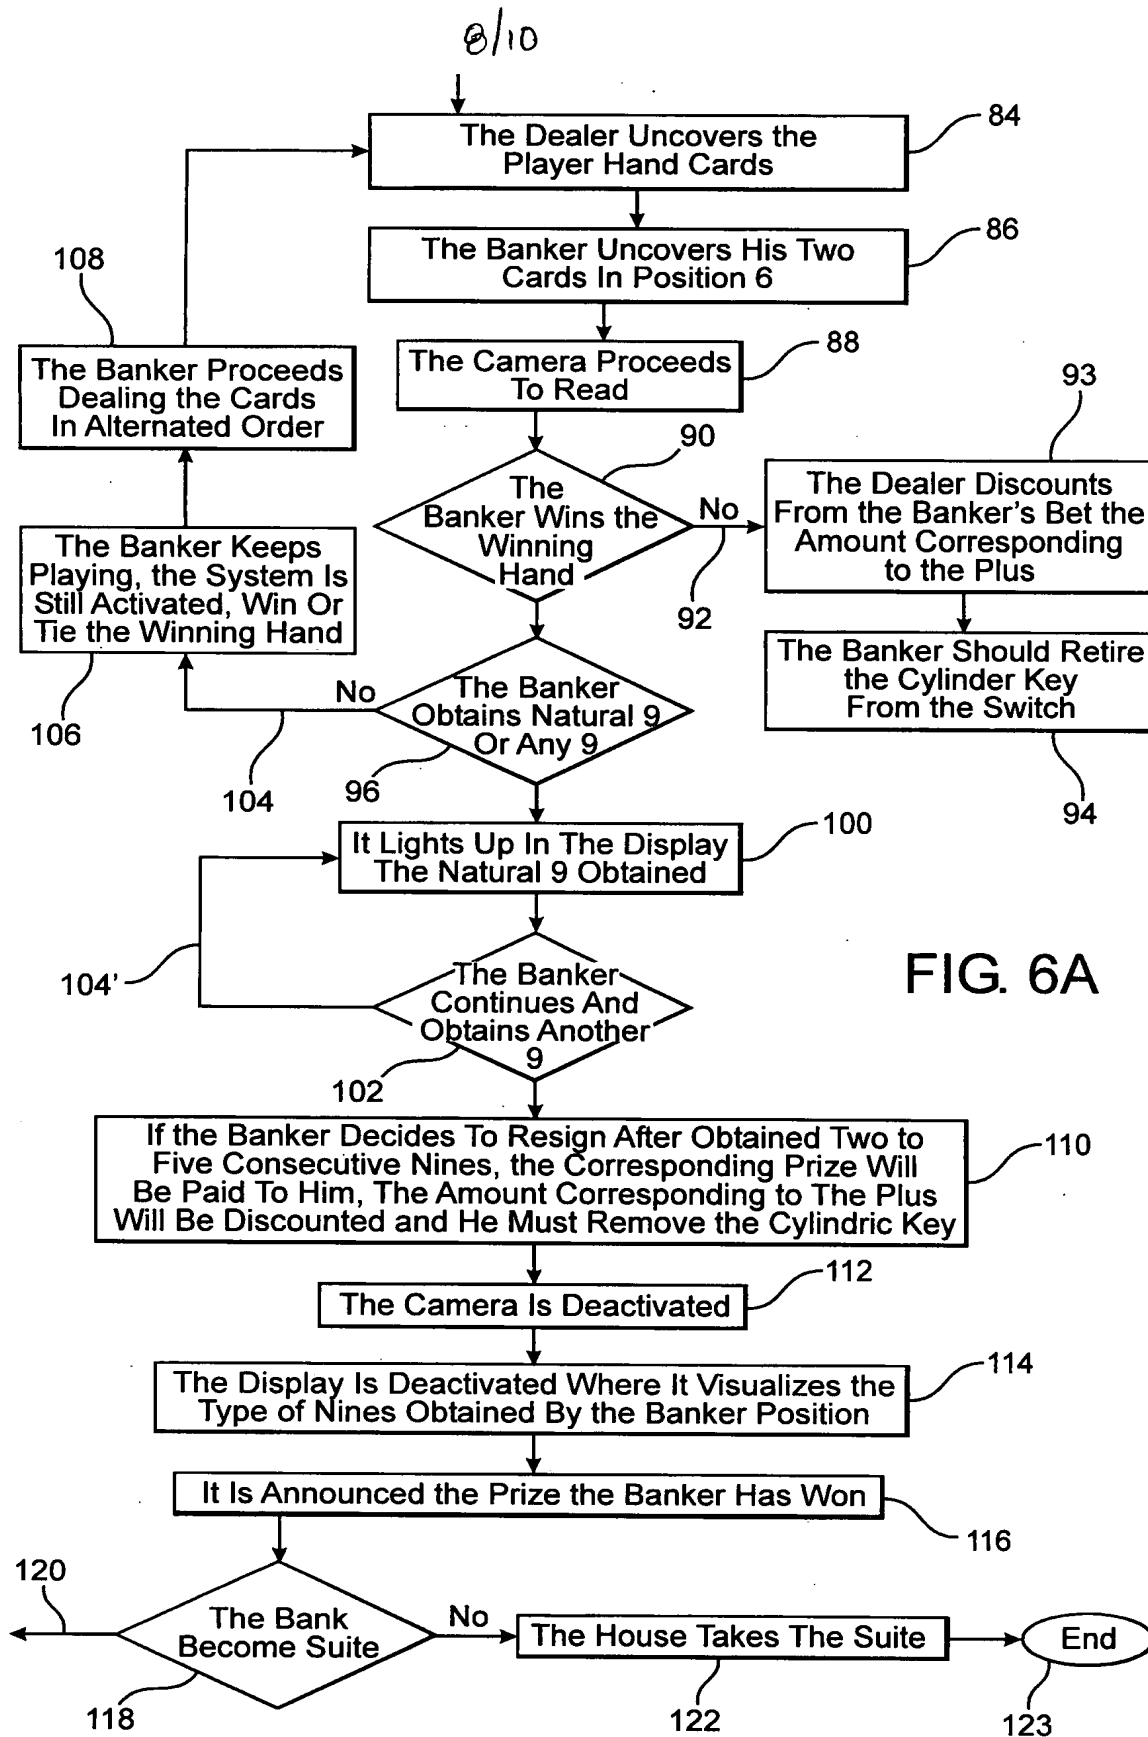 8/10
The Dealer Uncovers the
Player Hand Cards
84
The Banker Uncovers His Two
Cards In Position 6
86
108
The Camera Proceeds
To Read
88
The Banker Proceeds
Dealing the Cards
In Alternated Order
93
90
The
Banker Wins the
Winning
Hand
No
92
The Dealer Discounts
From the Banker's Bet the
Amount Corresponding
to the Plus
The Banker Keeps
Playing, the System Is
Still Activated, Win Or
Tie the Winning Hand
106
The Banker Should Retire
the Cylinder Key
From the Switch
94
No
104
The Banker
Obtains Natural 9
Or Any 9
96
It Lights Up In The Display
The Natural 9 Obtained
100
104'
The Banker
Continues And
Obtains Another
9
102
FIG. 6A
If the Banker Decides To Resign After Obtained Two to
Five Consecutive Nines, the Corresponding Prize Will
Be Paid To Him, The Amount Corresponding to The Plus
Will Be Discounted and He Must Remove the Cylindric Key
110
The Camera Is Deactivated
112
The Display Is Deactivated Where It Visualizes the
Type of Nines Obtained By the Banker Position
114
It Is Announced the Prize the Banker Has Won
116
120
The Bank
Become Suite
118
No
The House Takes The Suite
122
End
123